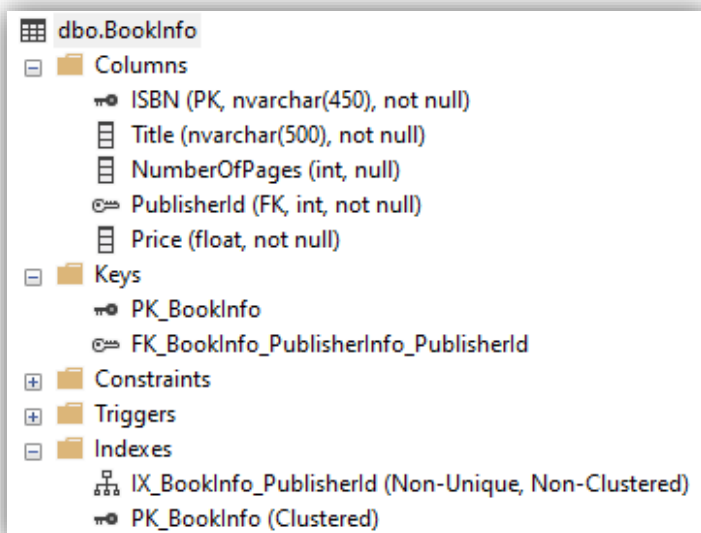 dbo.BookInfo
Columns
ISBN (PK, nvarchar(450), not null)
Title (nvarchar(500), not null)
NumberOfPages (int, null)
PublisherId (FK, int, not null)
Price (float, not null)
Keys
PK_BookInfo
FK_BookInfo_PublisherInfo_PublisherId
Constraints
Triggers
Indexes
IX_BookInfo_PublisherId (Non-Unique, Non-Clustered)
PK_BookInfo (Clustered)